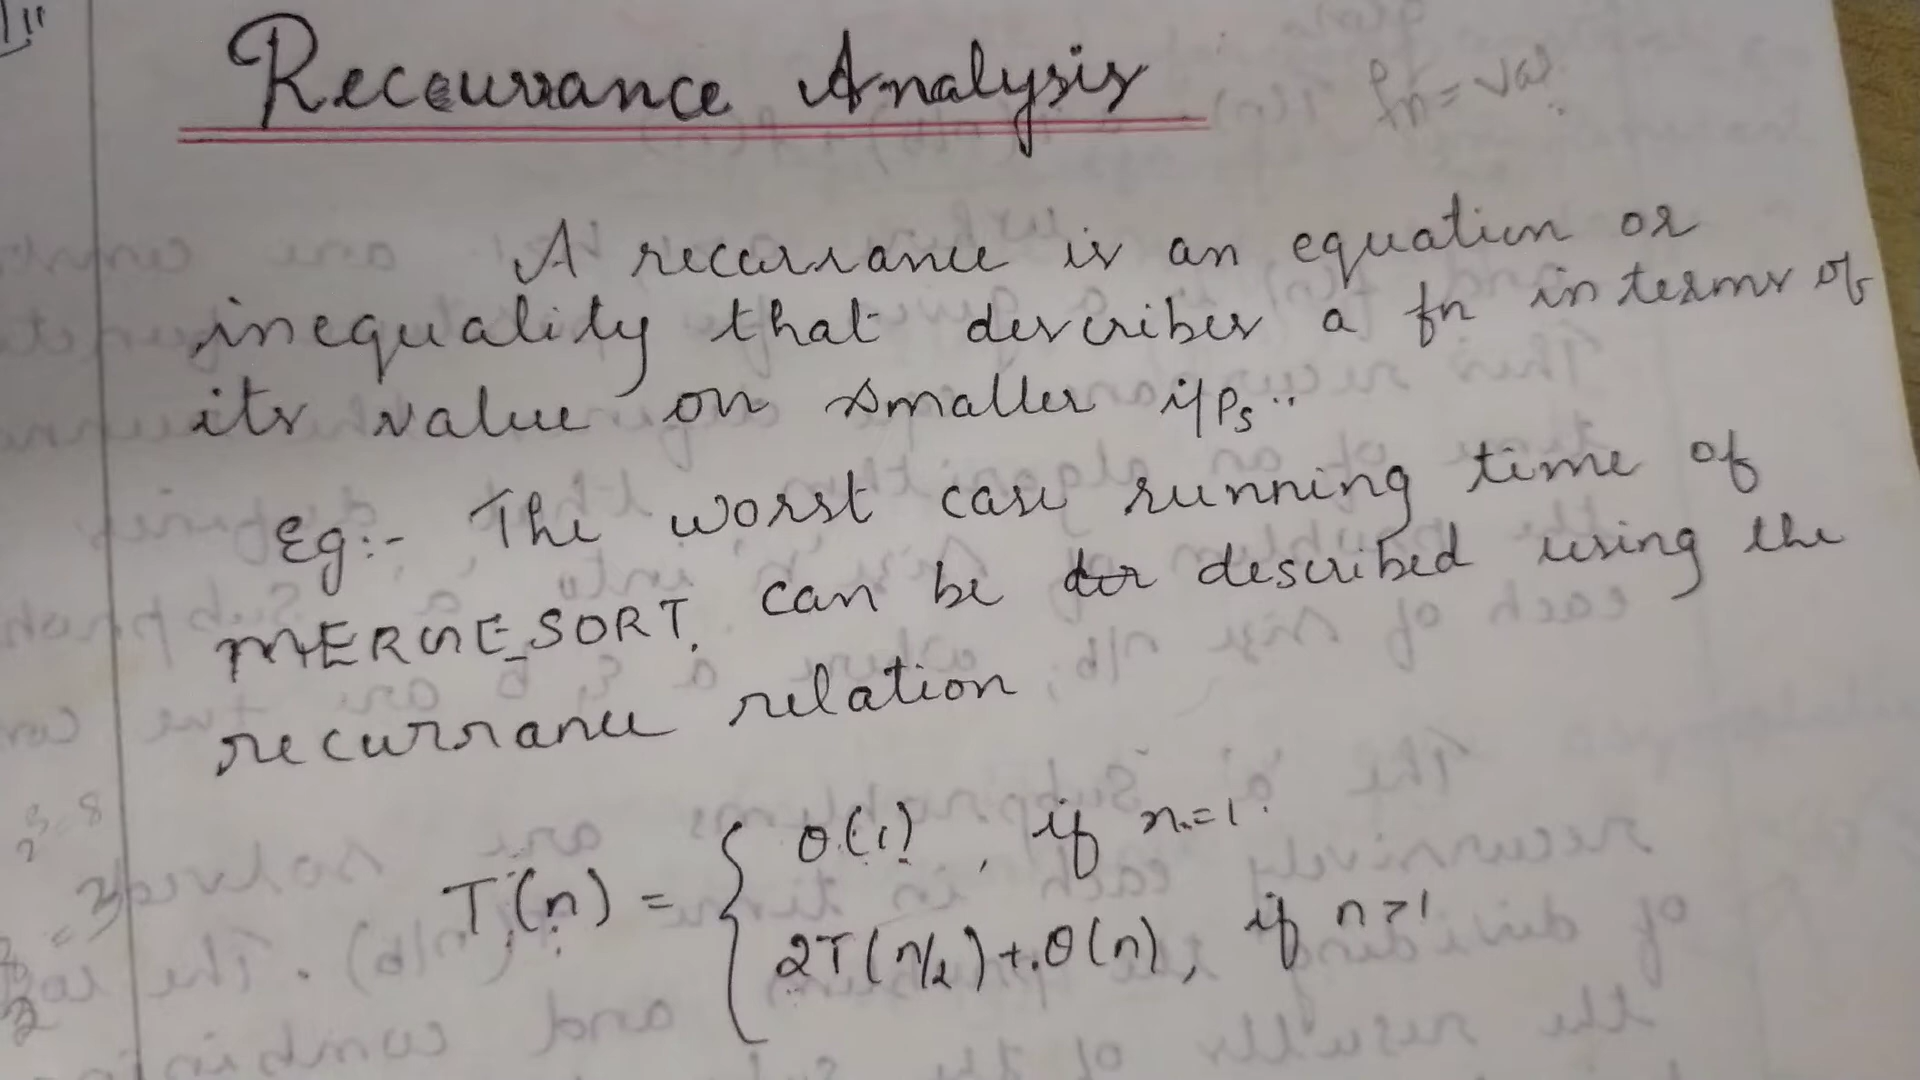 Reccurrance Analysis
A recurrance is an equation or
inequality that describes a fn in terms of
its value on smaller i/ps..
Eg:- The worst case running time of
MERGE_SORT, can be described using the
recurrance relation
T(n) = { θ(1) , if n=1
2T(n/2)+θ(n), if n>1